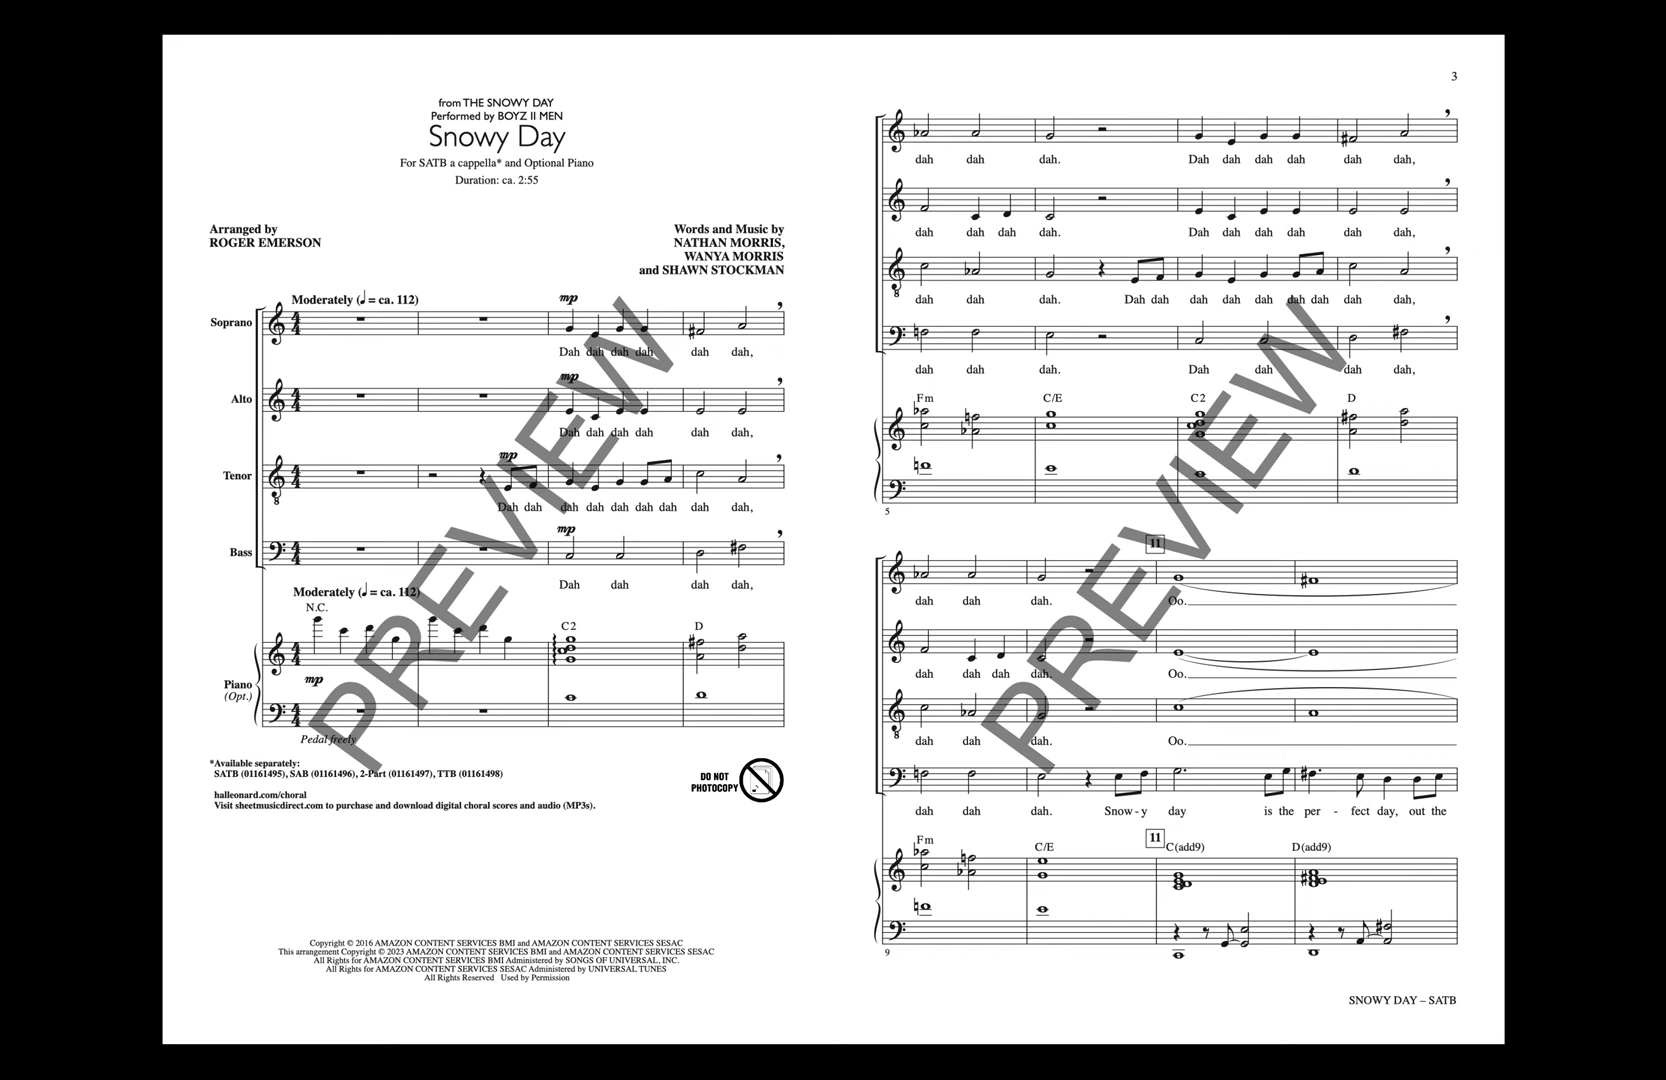 from THE SNOWY DAY
Performed by BOYZ II MEN
Snowy Day
For SATB a cappella* and Optional Piano
Duration: ca. 2:55
Arranged by
ROGER EMERSON
Words and Music by
NATHAN MORRIS,
WANYA MORRIS
and SHAWN STOCKMAN
Moderately (♩ = ca. 112)
mp
Soprano
Dah dah dah dah dah dah,
mp
Alto
Dah dah dah dah dah dah,
mp
Tenor
8
Dah dah dah dah dah dah dah dah dah,
mp
Bass
Dah dah dah dah,
Moderately (♩ = ca. 112)
N.C. C2 D
mp
Piano
(Opt.)
Pedal freely
*Available separately:
SATB (01161495), SAB (01161496), 2-Part (01161497), TTB (01161498)
halleonard.com/choral
Visit sheetmusicdirect.com to purchase and download digital choral scores and audio (MP3s).
DO NOT
PHOTOCOPY
Copyright © 2016 AMAZON CONTENT SERVICES BMI and AMAZON CONTENT SERVICES SESAC
This arrangement Copyright © 2023 AMAZON CONTENT SERVICES BMI and AMAZON CONTENT SERVICES SESAC
All Rights for AMAZON CONTENT SERVICES BMI Administered by SONGS OF UNIVERSAL, INC.
All Rights for AMAZON CONTENT SERVICES SESAC Administered by UNIVERSAL TUNES
All Rights Reserved Used by Permission
PREVIEW
3
dah dah dah. Dah dah dah dah dah dah,
dah dah dah dah. Dah dah dah dah dah dah,
8
dah dah dah. Dah dah dah dah dah dah dah dah dah,
dah dah dah. Dah dah dah dah,
Fm C/E C2 D
5
11
dah dah dah. Oo.
dah dah dah dah. Oo.
8
dah dah dah. Oo.
dah dah dah. Snow - y day is the per - fect day, out the
11
Fm C/E C(add9) D(add9)
9
SNOWY DAY – SATB
PREVIEW